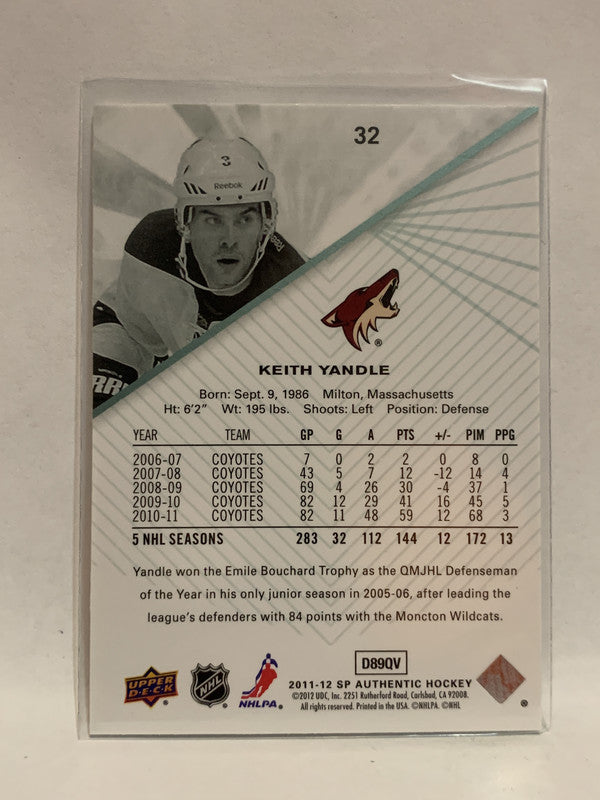 32
3
Reebok
KEITH YANDLE
Born: Sept. 9, 1986 Milton, Massachusetts
Ht: 6'2" Wt: 195 lbs. Shoots: Left Position: Defense
YEAR TEAM GP G A PTS +/- PIM PPG
2006-07 COYOTES 7 0 2 2 0 8 0
2007-08 COYOTES 43 5 7 12 -12 14 4
2008-09 COYOTES 69 4 26 30 -4 37 1
2009-10 COYOTES 82 12 29 41 16 45 5
2010-11 COYOTES 82 11 48 59 12 68 3
5 NHL SEASONS 283 32 112 144 12 172 13
Yandle won the Emile Bouchard Trophy as the QMJHL Defenseman
of the Year in his only junior season in 2005-06, after leading the
league's defenders with 84 points with the Moncton Wildcats.
D89QV
UPPER DECK
NHL
NHLPA
2011-12 SP AUTHENTIC HOCKEY
©2012 UDC, Inc. 2251 Rutherford Road, Carlsbad, CA 92008.
All rights reserved. Printed in the USA. ©NHLPA. ©NHL